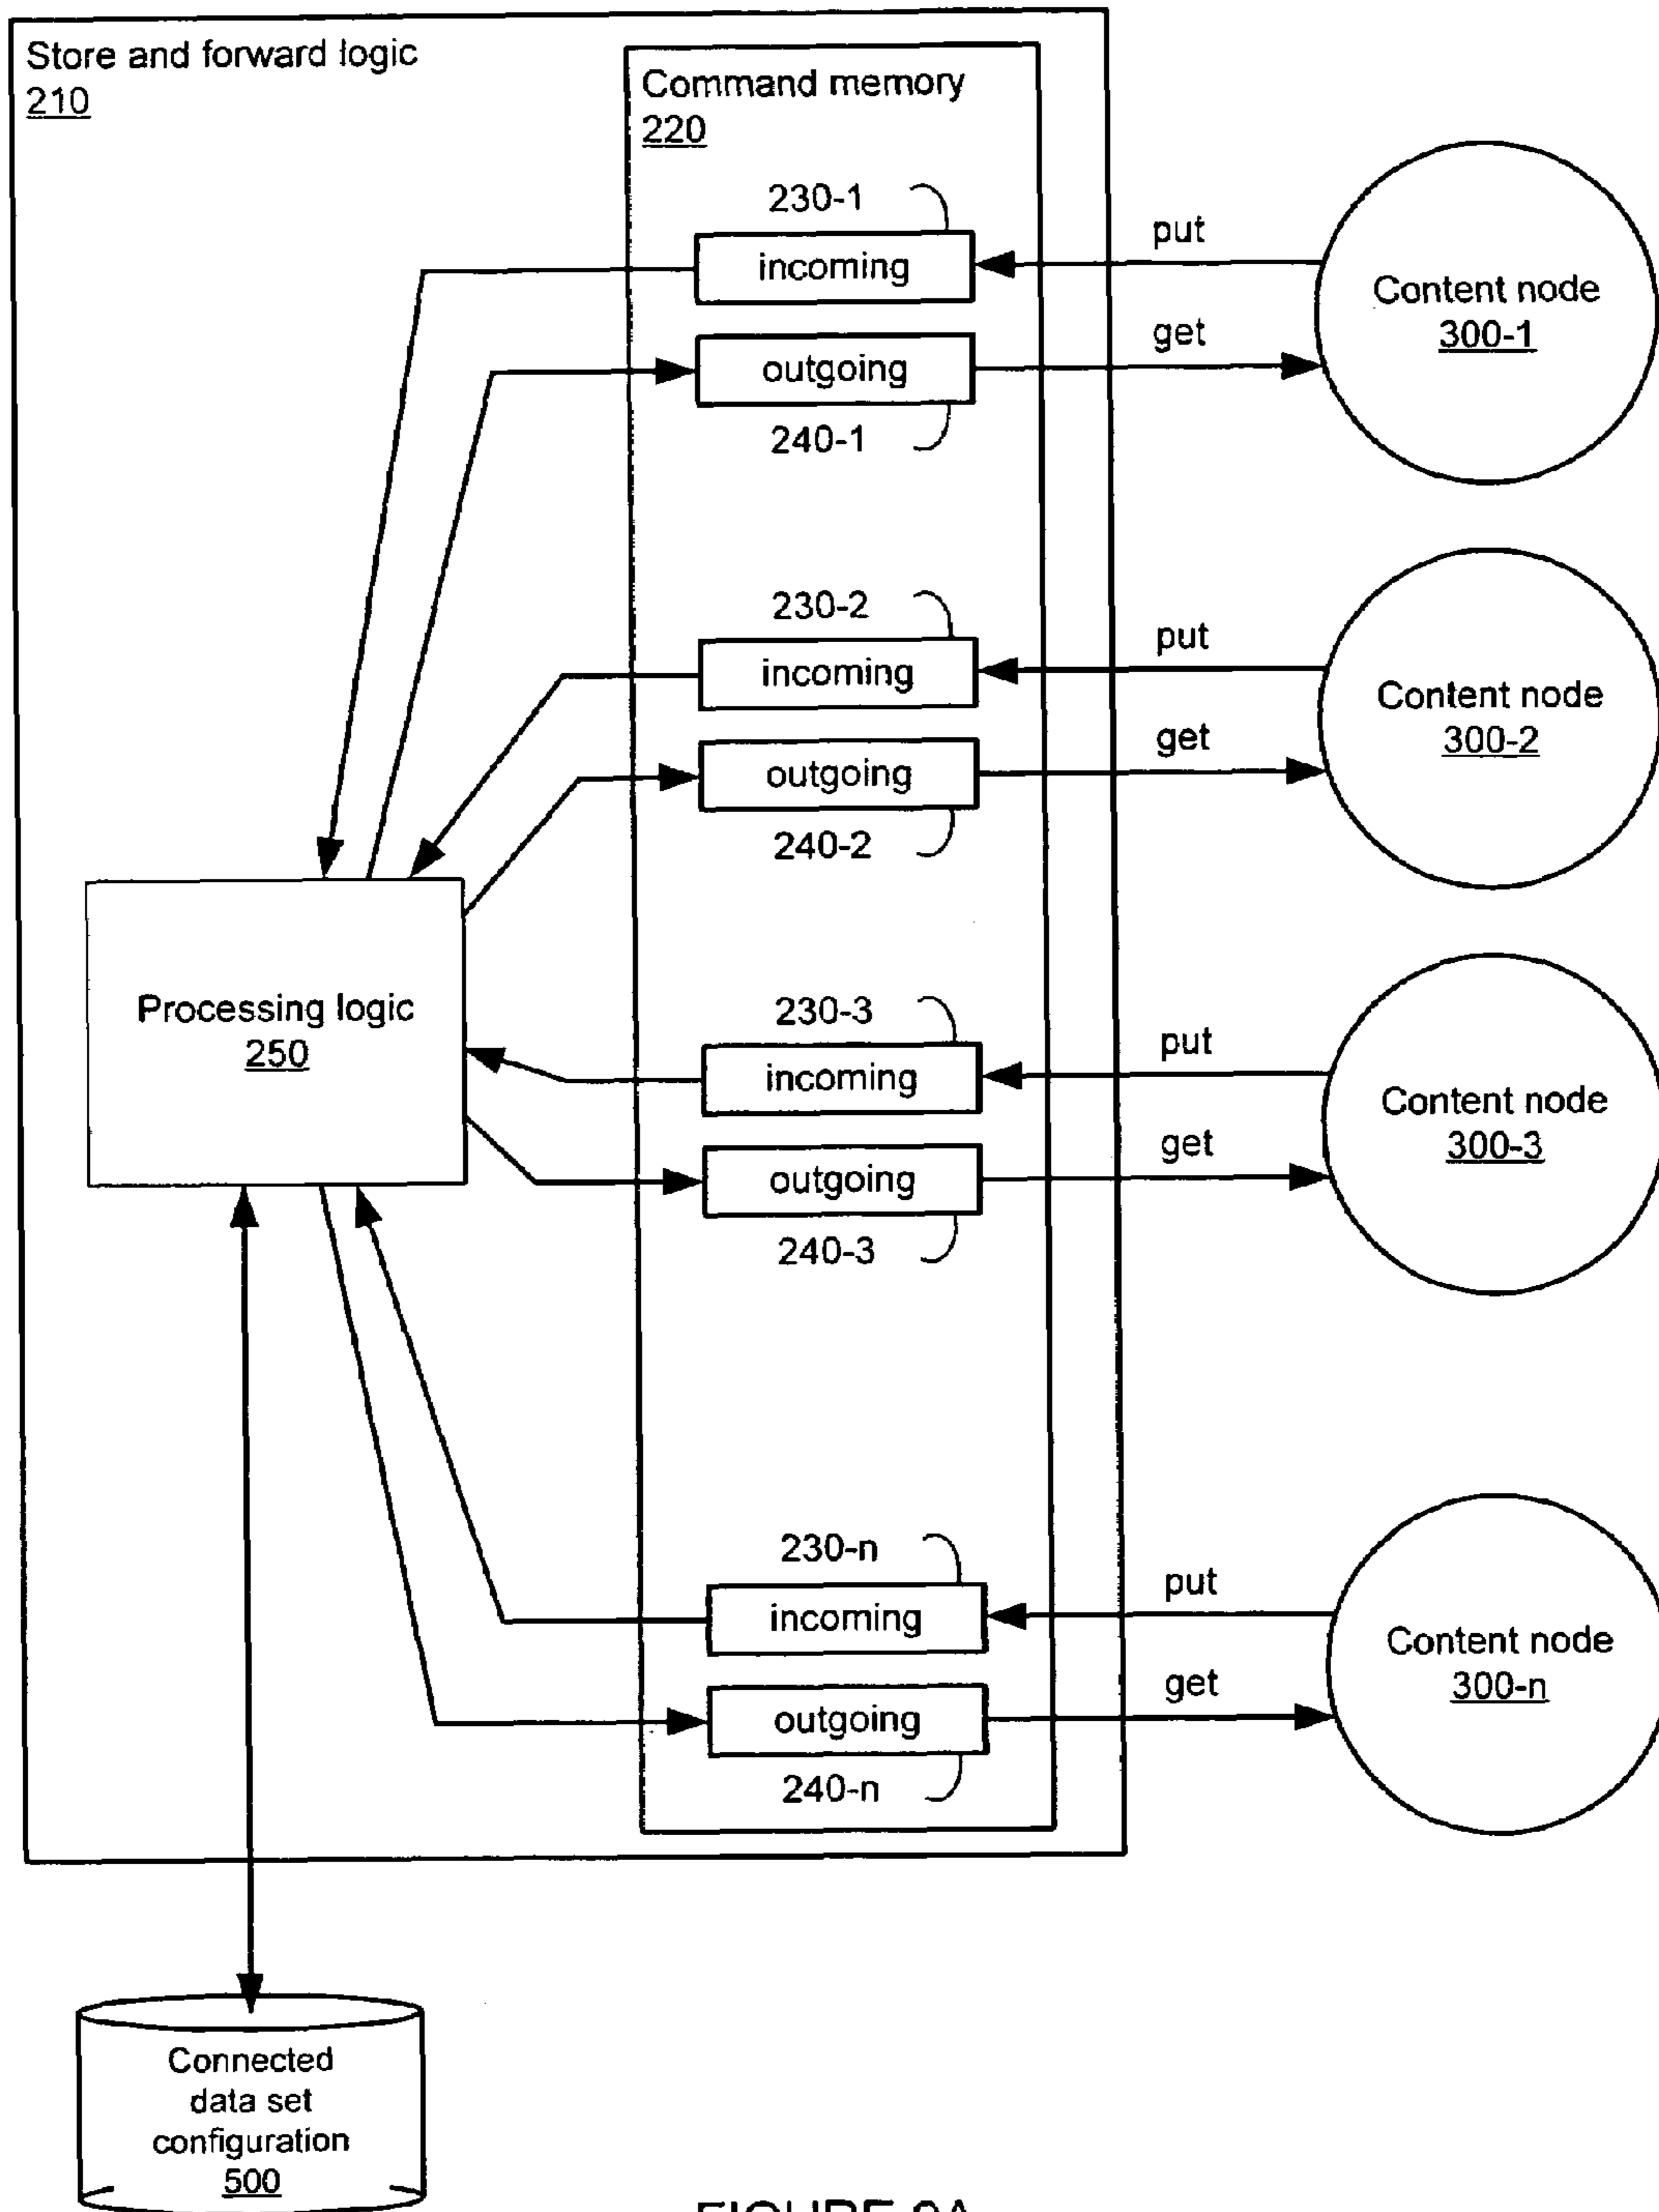 Store and forward logic
210
Command memory
220
230-1
incoming
put
outgoing
get
240-1
Content node
300-1
230-2
incoming
put
outgoing
get
240-2
Content node
300-2
Processing logic
250
230-3
incoming
put
outgoing
get
240-3
Content node
300-3
230-n
incoming
put
outgoing
get
240-n
Content node
300-n
Connected
data set
configuration
500